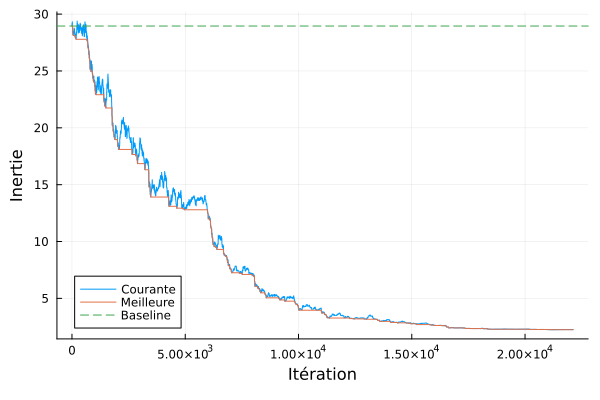 30
25
20
15
10
5
Inertie
Courante
Meilleure
Baseline
0 5.00×10³ 1.00×10⁴ 1.50×10⁴ 2.00×10⁴
Itération